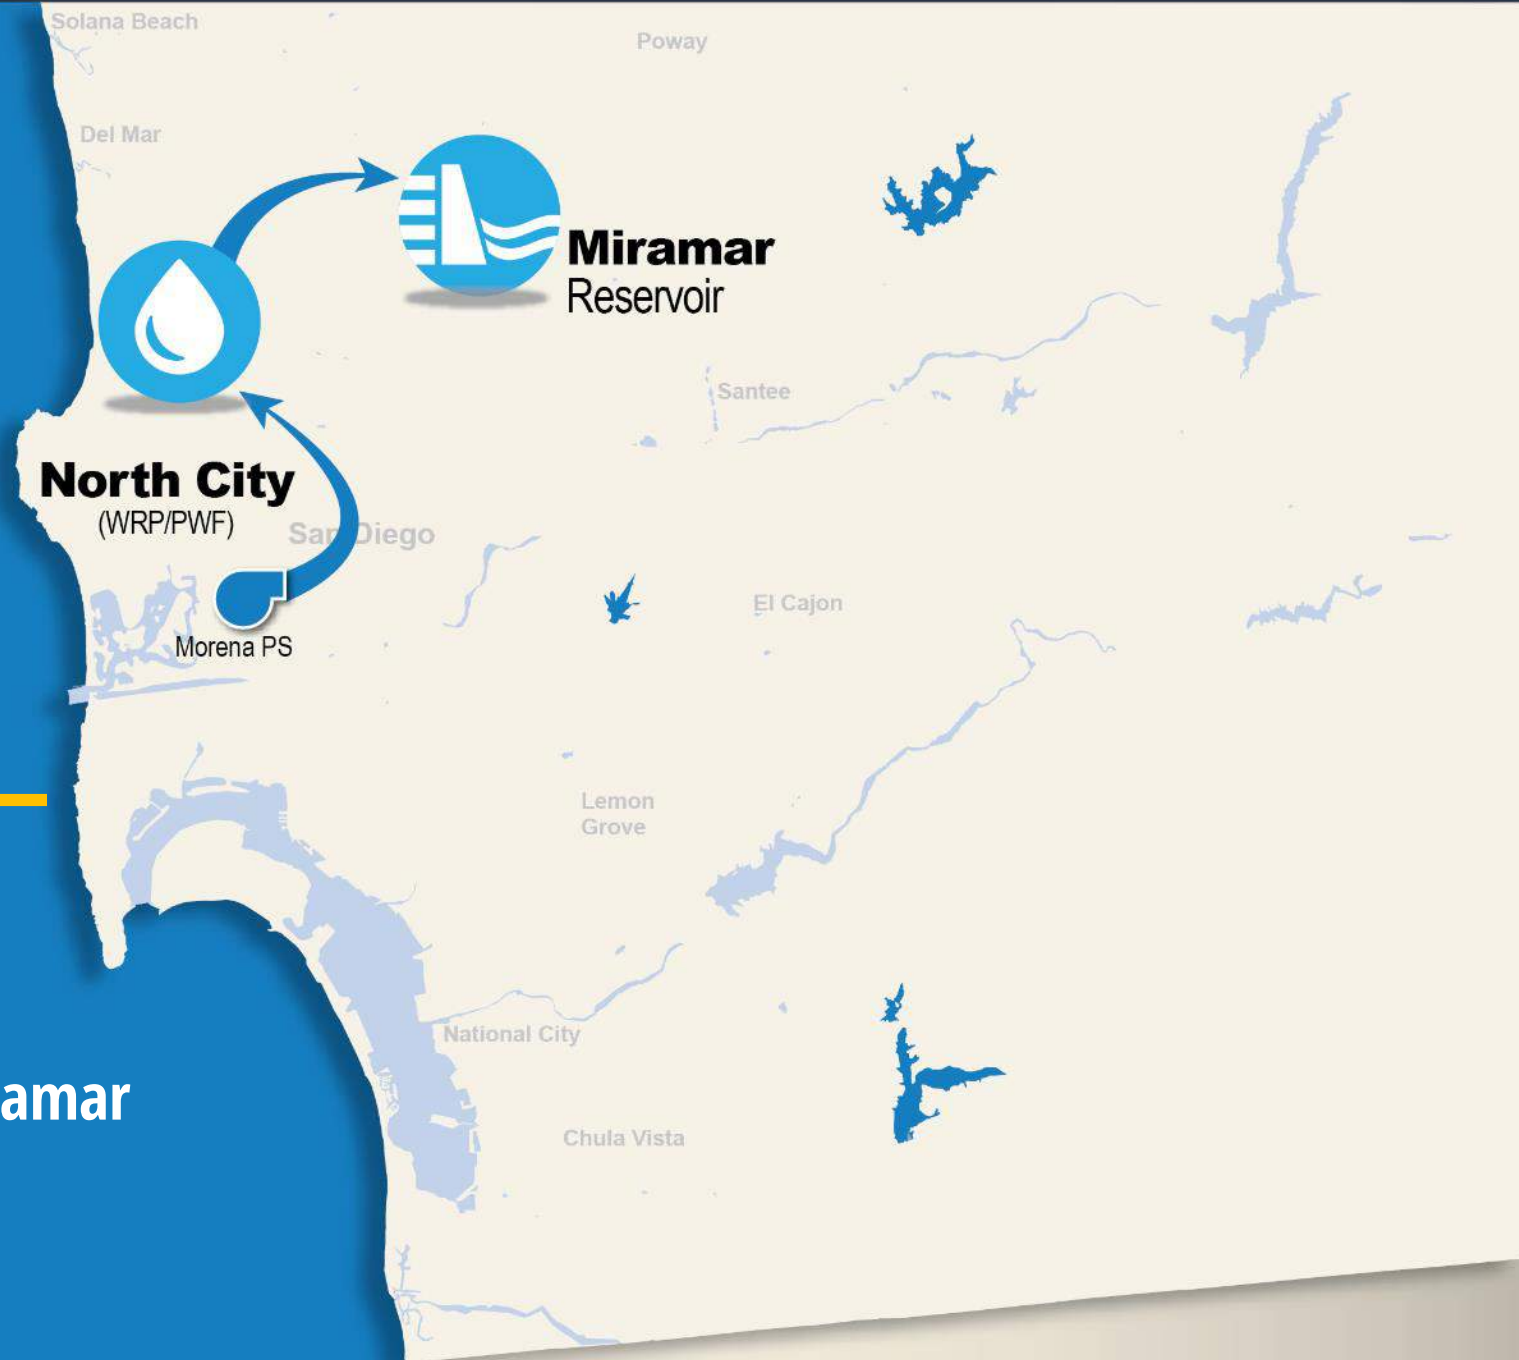 Solana Beach
Poway
Del Mar
Miramar
Reservoir
Santee
North City
(WRP/PWF)
San Diego
El Cajon
Morena PS
Lemon
Grove
National City
amar
Chula Vista